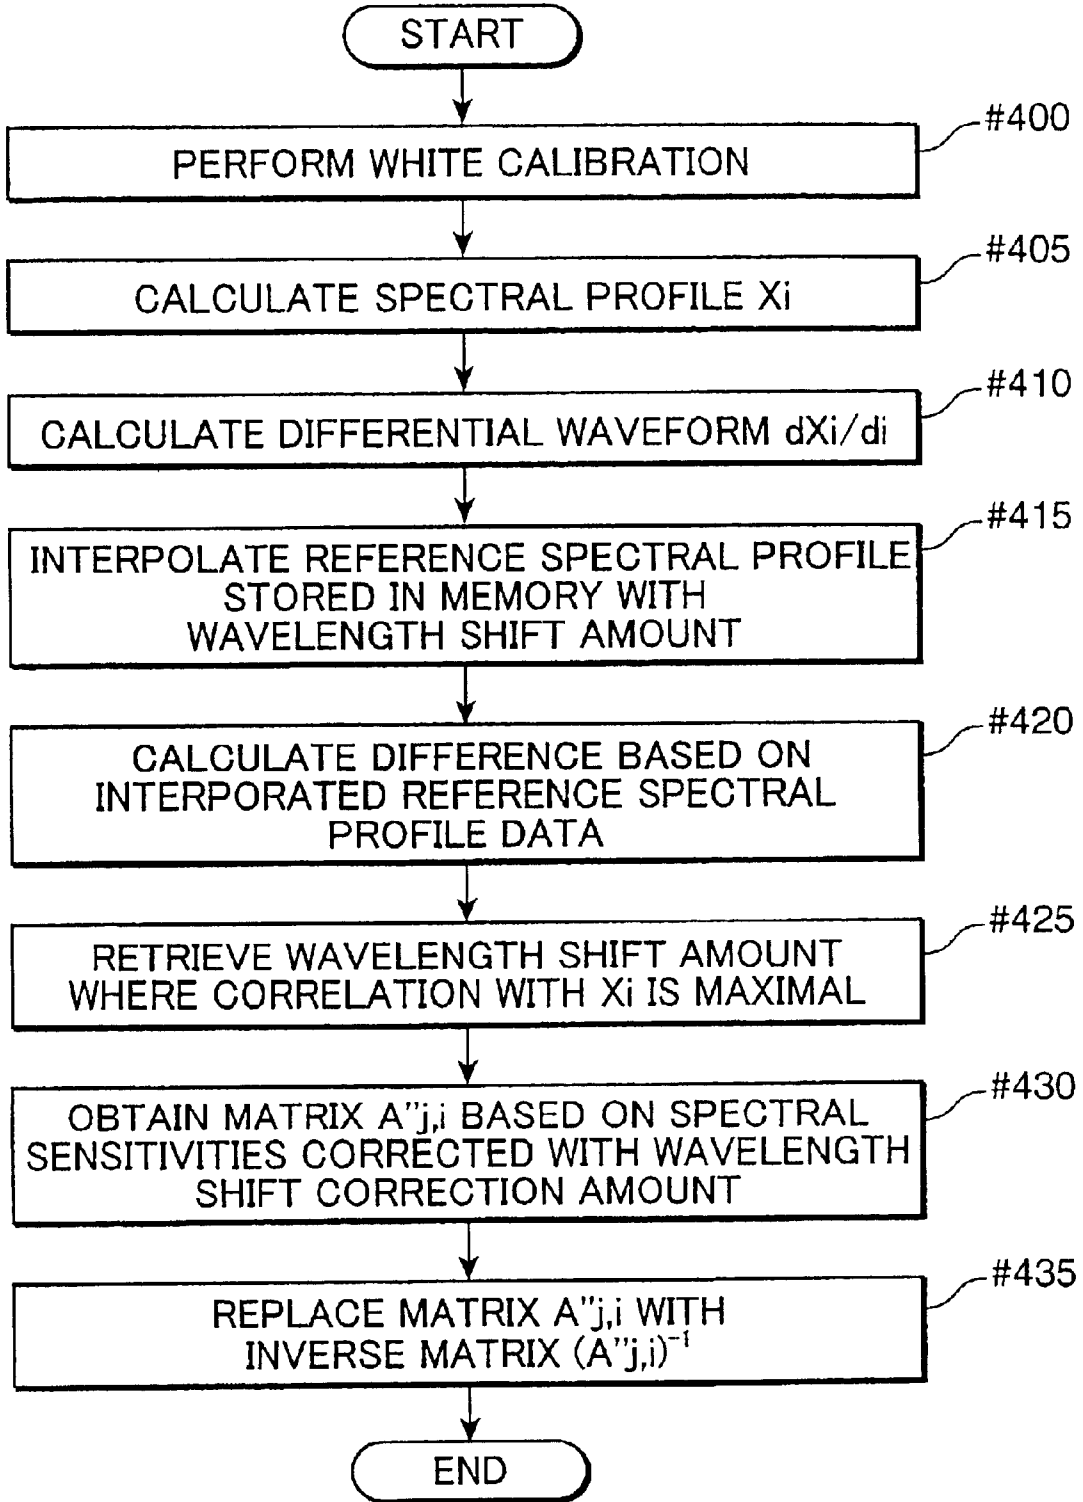 START
#400
PERFORM WHITE CALIBRATION
#405
CALCULATE SPECTRAL PROFILE Xi
#410
CALCULATE DIFFERENTIAL WAVEFORM dXi/di
#415
INTERPOLATE REFERENCE SPECTRAL PROFILE
STORED IN MEMORY WITH
WAVELENGTH SHIFT AMOUNT
#420
CALCULATE DIFFERENCE BASED ON
INTERPORATED REFERENCE SPECTRAL
PROFILE DATA
#425
RETRIEVE WAVELENGTH SHIFT AMOUNT
WHERE CORRELATION WITH Xi IS MAXIMAL
#430
OBTAIN MATRIX A"j,i BASED ON SPECTRAL
SENSITIVITIES CORRECTED WITH WAVELENGTH
SHIFT CORRECTION AMOUNT
#435
REPLACE MATRIX A"j,i WITH
INVERSE MATRIX (A"j,i)⁻¹
END